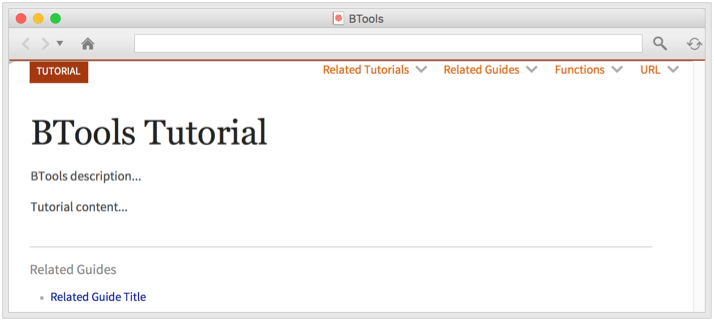 BTools
TUTORIAL
Related Tutorials Related Guides Functions URL
BTools Tutorial
BTools description...
Tutorial content...
Related Guides
Related Guide Title